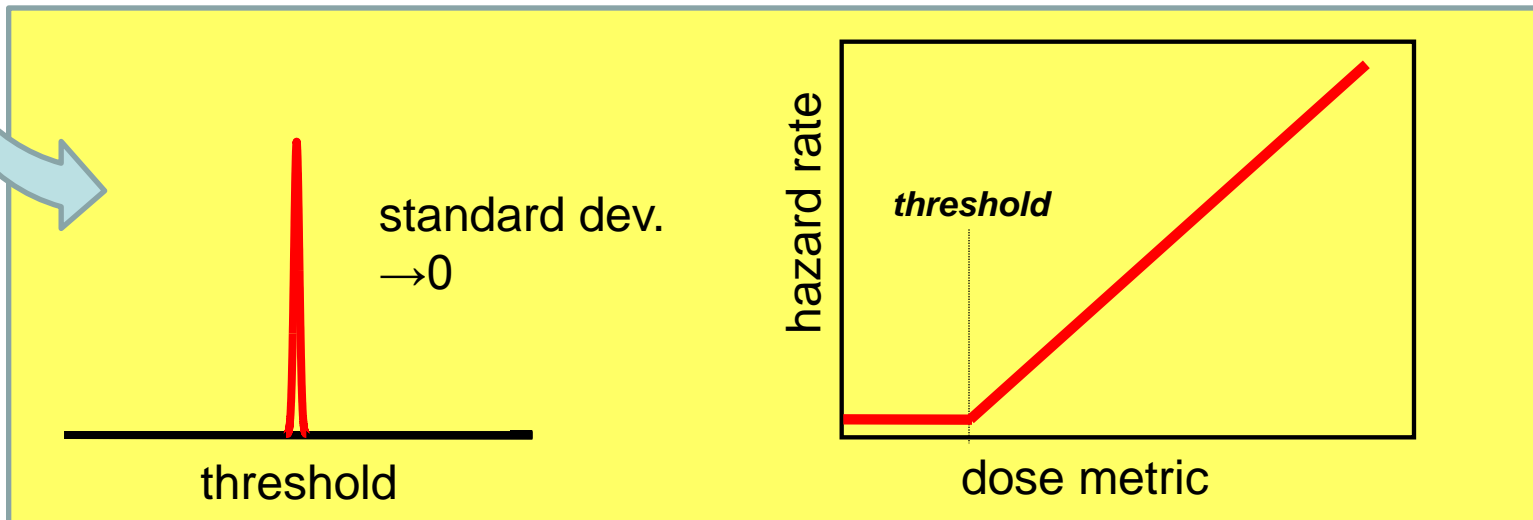 standard dev.
→0
threshold
hazard rate
threshold
dose metric